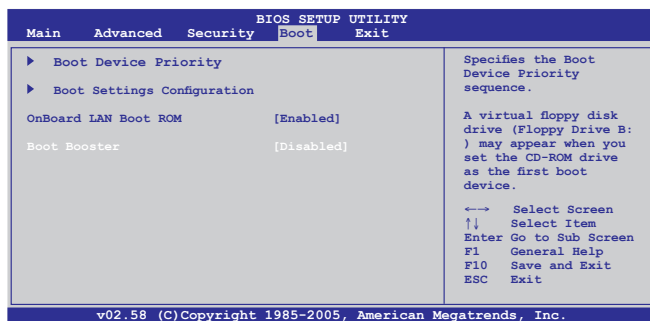 BIOS SETUP UTILITY
Main Advanced Security Boot Exit
Boot Device Priority
Boot Settings Configuration
OnBoard LAN Boot ROM [Enabled]
Boot Booster [Disabled]
Specifies the Boot
Device Priority
sequence.
A virtual floppy disk
drive (Floppy Drive B:
) may appear when you
set the CD-ROM drive
as the first boot
device.
←→ Select Screen
↑↓ Select Item
Enter Go to Sub Screen
F1 General Help
F10 Save and Exit
ESC Exit
v02.58 (C)Copyright 1985-2005, American Megatrends, Inc.